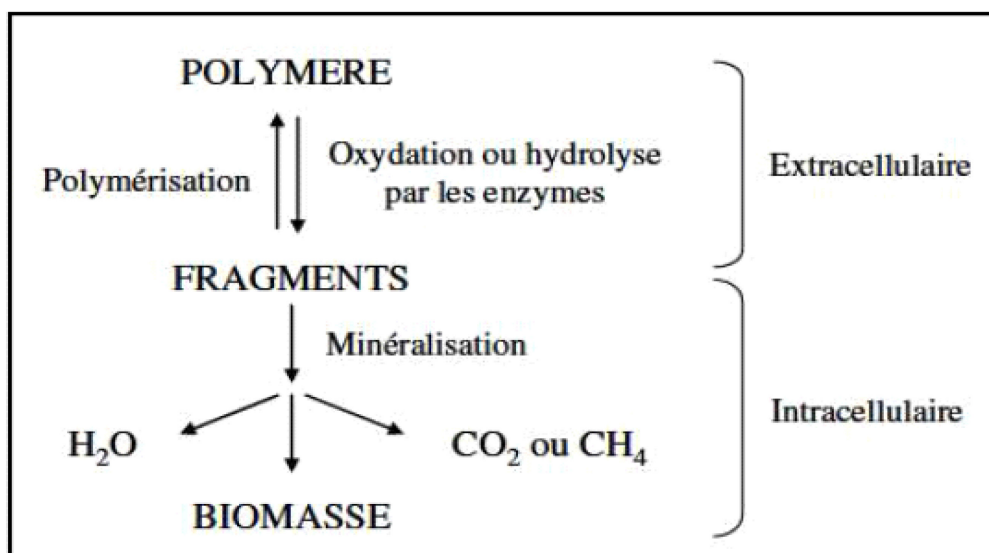 POLYMERE
Polymérisation
Oxydation ou hydrolyse
par les enzymes
Extracellulaire
FRAGMENTS
Minéralisation
Intracellulaire
H₂O
CO₂ ou CH₄
BIOMASSE